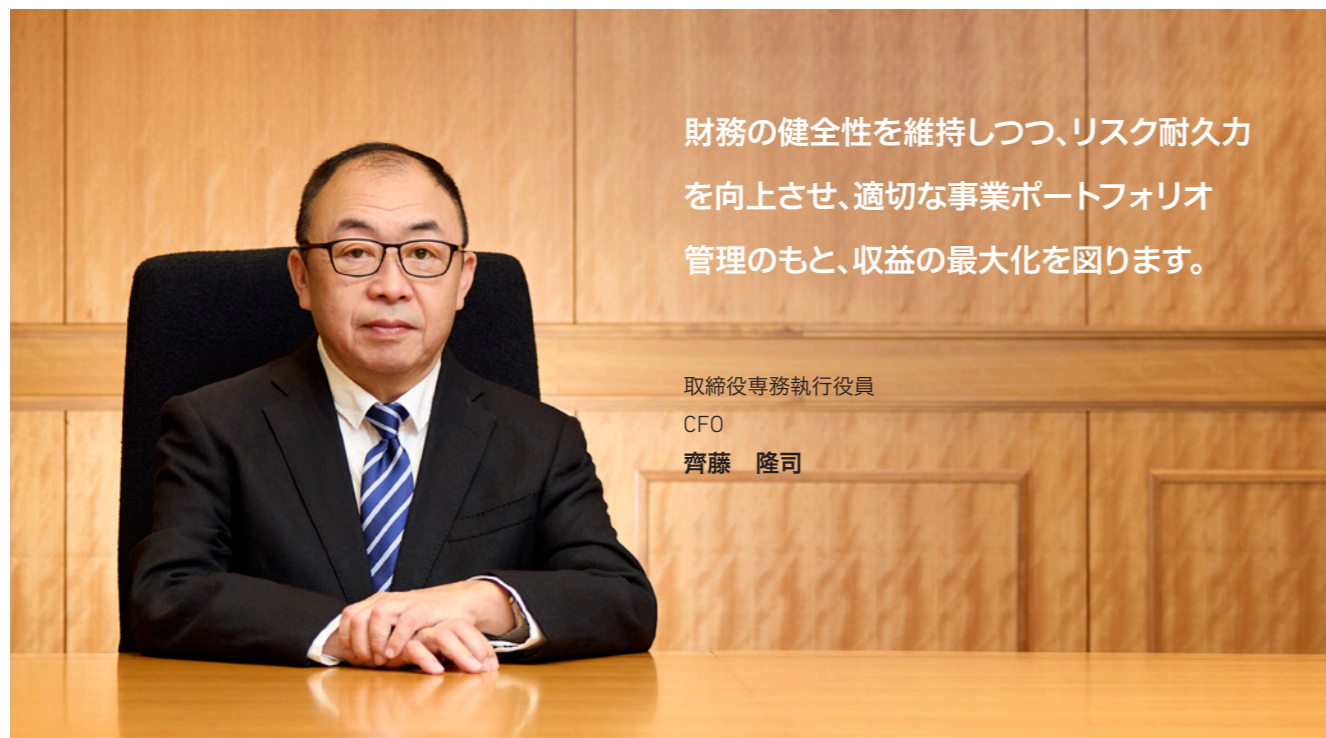 財務の健全性を維持しつつ、リスク耐久力
を向上させ、適切な事業ポートフォリオ
管理のもと、収益の最大化を図ります。
取締役専務執行役員
CFO
齊藤　隆司